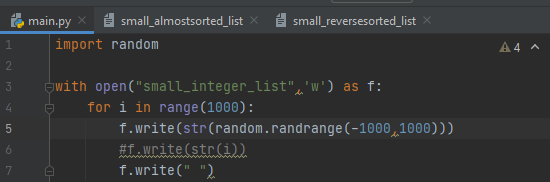 main.py × small_almostsorted_list × small_reversesorted_list ×
1 import random 4
2
3 with open("small_integer_list",'w') as f:
4 for i in range(1000):
5 f.write(str(random.randrange(-1000,1000)))
6 #f.write(str(i))
7 f.write(" ")